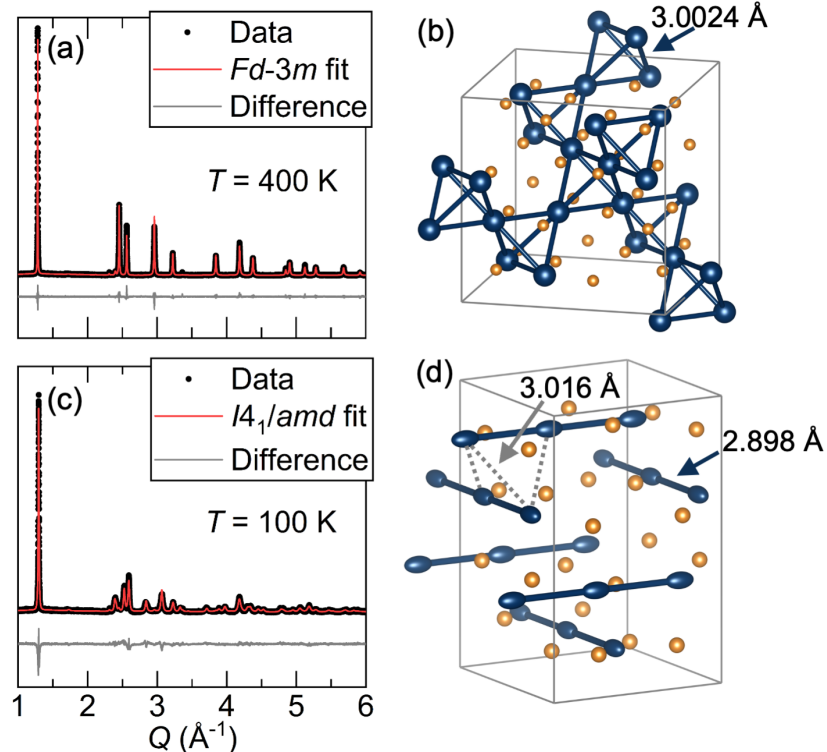 (a)
Data
Fd-3m fit
Difference
T = 400 K
(b)
3.0024 Å
(c)
Data
I4₁/amd fit
Difference
T = 100 K
1 2 3 4 5 6
Q (Å⁻¹)
(d)
3.016 Å
2.898 Å